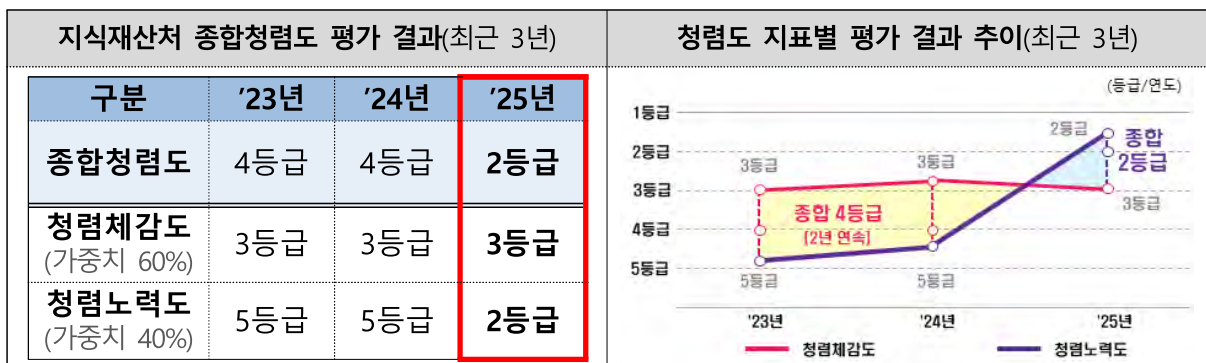 지식재산처 종합청렴도 평가 결과(최근 3년)
구분 ’23년 ’24년 ’25년
종합청렴도 4등급 4등급 2등급
청렴체감도
(가중치 60%)
3등급 3등급 3등급
청렴노력도
(가중치 40%)
5등급 5등급 2등급
청렴도 지표별 평가 결과 추이(최근 3년)
(등급/연도)
1등급
2등급
3등급
4등급
5등급
3등급
3등급
2등급
종합
2등급
3등급
종합 4등급
[2년 연속]
5등급
5등급
’23년 ’24년 ’25년
청렴체감도 청렴노력도